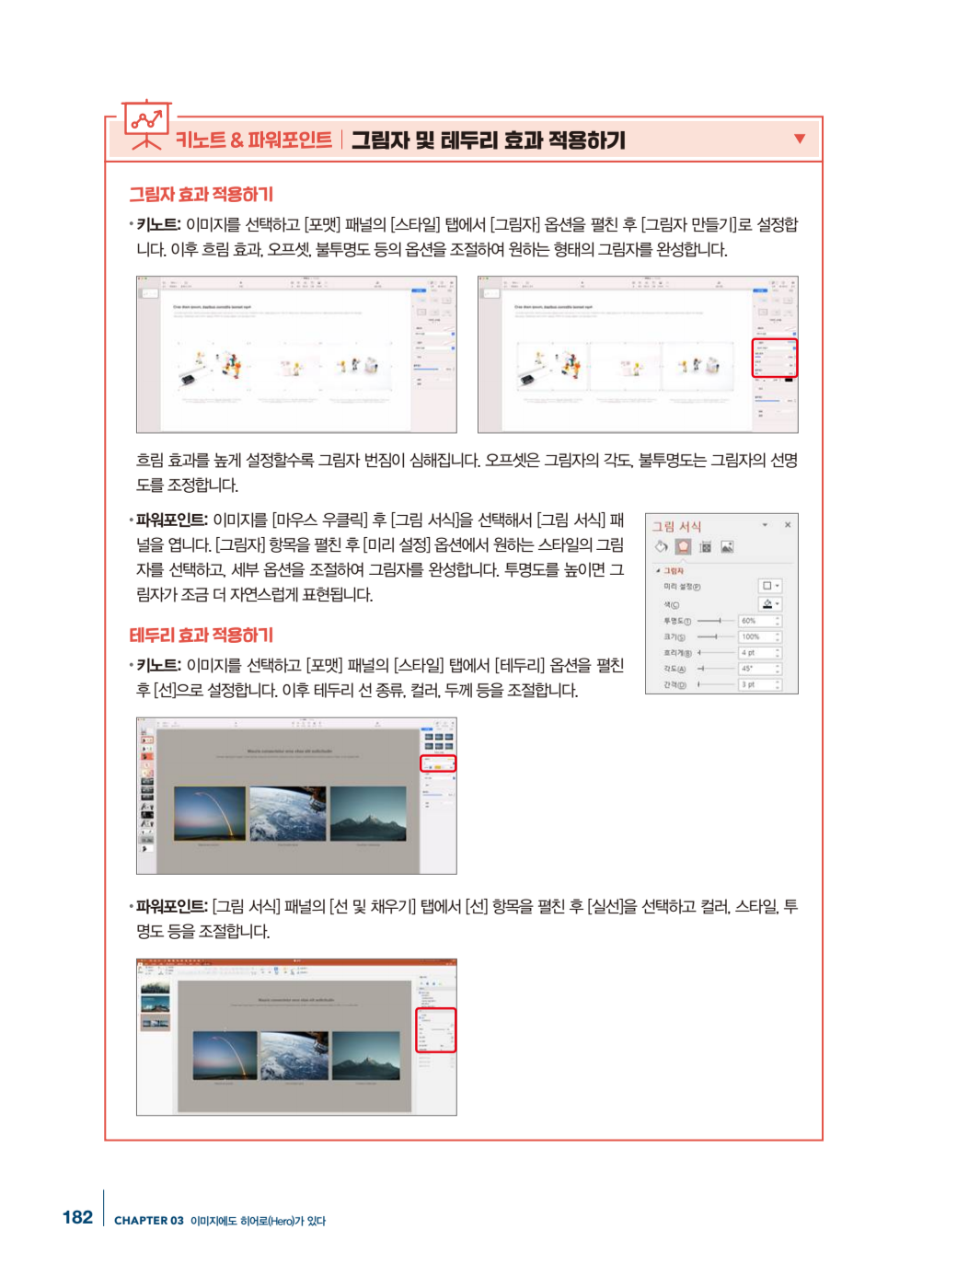 키노트 & 파워포인트 | 그림자 및 테두리 효과 적용하기 ▼
그림자 효과 적용하기
• 키노트: 이미지를 선택하고 [포맷] 패널의 [스타일] 탭에서 [그림자] 옵션을 펼친 후 [그림자 만들기]로 설정합
니다. 이후 흐림 효과, 오프셋, 불투명도 등의 옵션을 조절하여 원하는 형태의 그림자를 완성합니다.
흐림 효과를 높게 설정할수록 그림자 번짐이 심해집니다. 오프셋은 그림자의 각도, 불투명도는 그림자의 선명
도를 조정합니다.
• 파워포인트: 이미지를 [마우스 우클릭] 후 [그림 서식]을 선택해서 [그림 서식] 패
널을 엽니다. [그림자] 항목을 펼친 후 [미리 설정] 옵션에서 원하는 스타일의 그림
자를 선택하고, 세부 옵션을 조절하여 그림자를 완성합니다. 투명도를 높이면 그
림자가 조금 더 자연스럽게 표현됩니다.
그림 서식
그림자
미리 설정(P)
색(C)
투명도(T) 60%
크기(S) 100%
흐리게(B) 4 pt
각도(A) 45°
간격(D) 3 pt
테두리 효과 적용하기
• 키노트: 이미지를 선택하고 [포맷] 패널의 [스타일] 탭에서 [테두리] 옵션을 펼친
후 [선]으로 설정합니다. 이후 테두리 선 종류, 컬러, 두께 등을 조절합니다.
• 파워포인트: [그림 서식] 패널의 [선 및 채우기] 탭에서 [선] 항목을 펼친 후 [실선]을 선택하고 컬러, 스타일, 투
명도 등을 조절합니다.
182 CHAPTER 03 이미지에도 히어로(Hero)가 있다